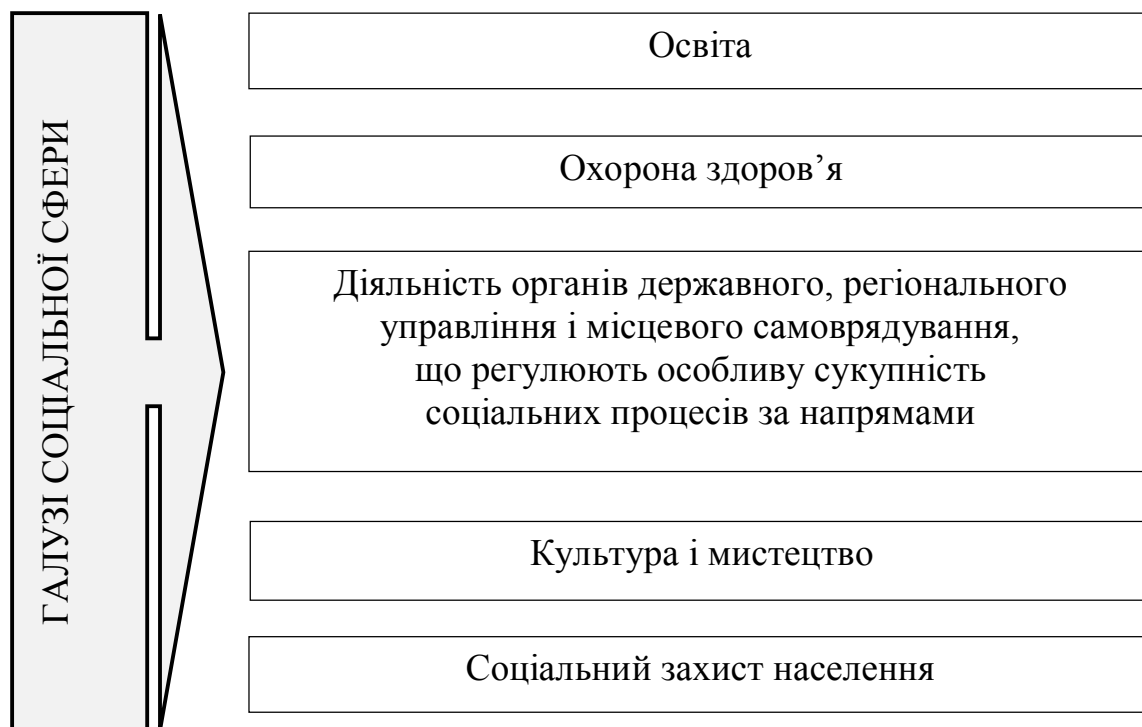 ГАЛУЗІ СОЦІАЛЬНОЇ СФЕРИ
Освіта
Охорона здоров’я
Діяльність органів державного, регіонального
управління і місцевого самоврядування,
що регулюють особливу сукупність
соціальних процесів за напрямами
Культура і мистецтво
Соціальний захист населення